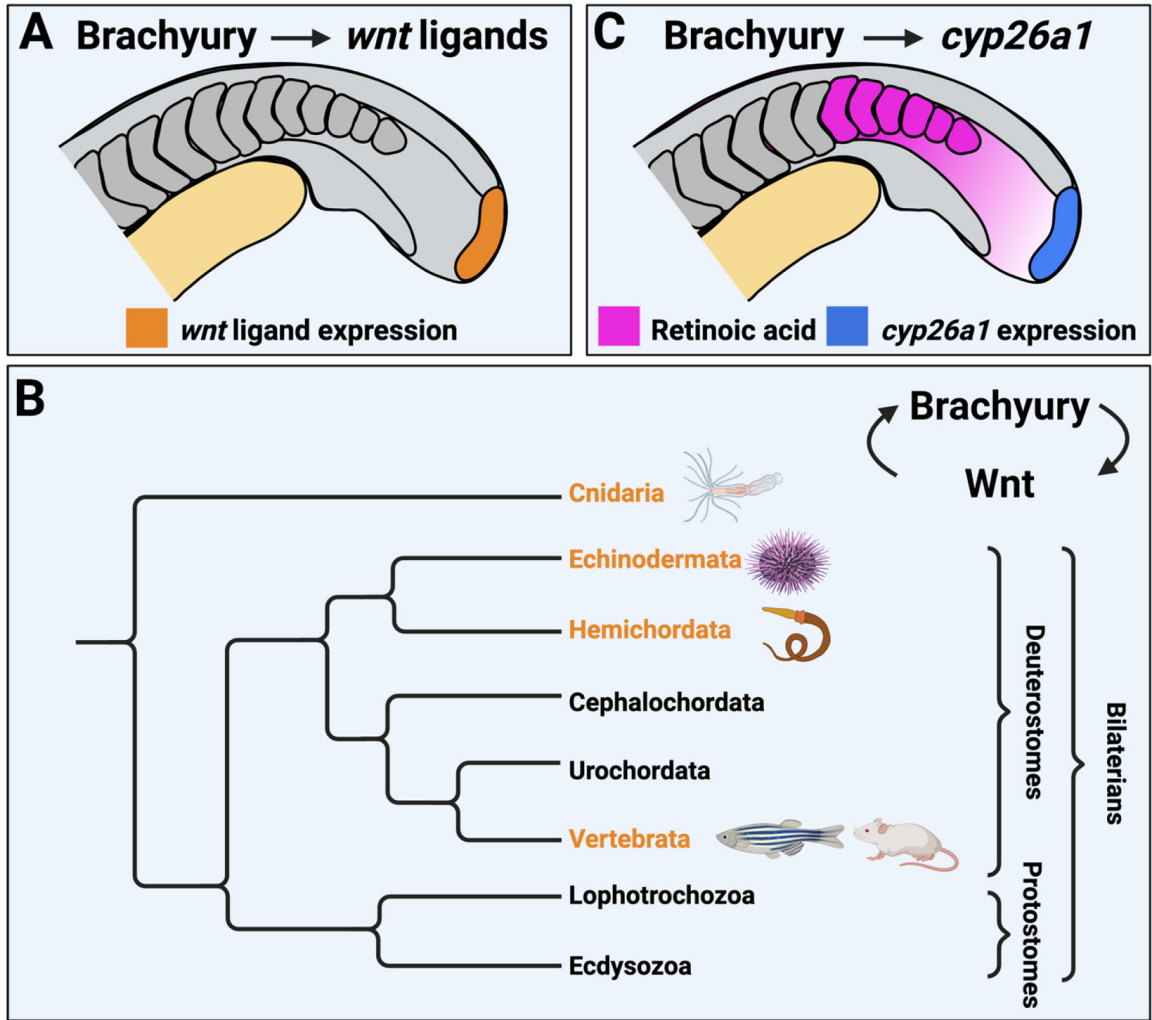 A Brachyury → wnt ligands
wnt ligand expression
C Brachyury → cyp26a1
Retinoic acid cyp26a1 expression
B
Brachyury
Wnt
Cnidaria
Echinodermata
Hemichordata
Cephalochordata
Urochordata
Vertebrata
Lophotrochozoa
Ecdysozoa
Deuterostomes
Protostomes
Bilaterians